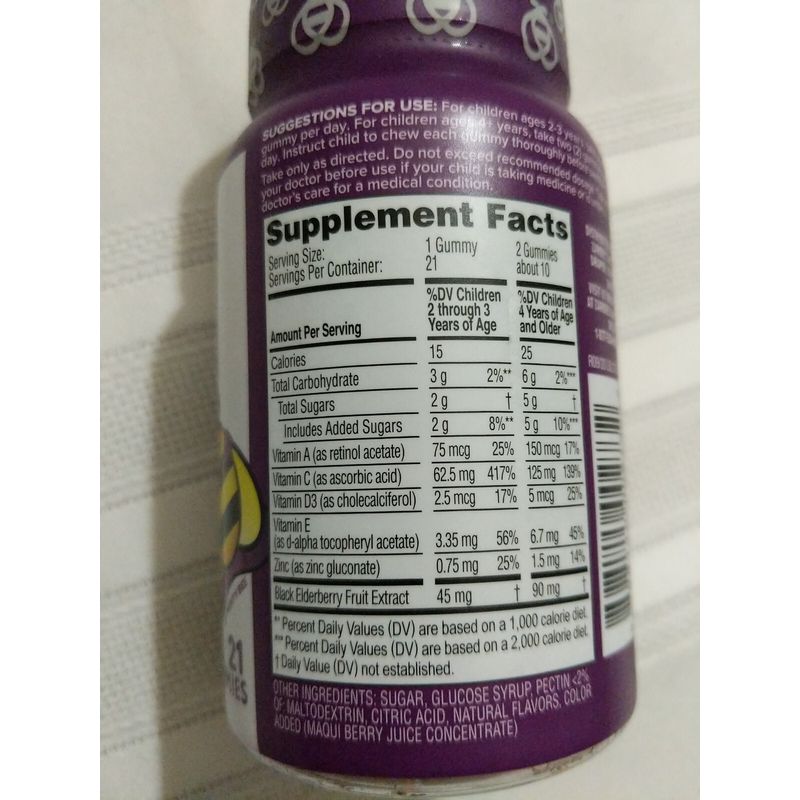 SUGGESTIONS FOR USE: For children ages 2-3
gummy per day. For children ages 4+ years, take two (2)
day. Instruct child to chew each gummy thoroughly before
Take only as directed. Do not exceed recommended dosage.
your doctor before use if your child is taking medicine or
doctor's care for a medical condition.
Supplement Facts
Serving Size: 1 Gummy 2 Gummies
Servings Per Container: 21 about 10
Amount Per Serving %DV Children 2 through 3 Years of Age %DV Children 4 Years of Age and Older
Calories 15 25
Total Carbohydrate 3 g 2%** 6 g 2%***
Total Sugars 2 g † 5 g †
Includes Added Sugars 2 g 8%** 5 g 10%***
Vitamin A (as retinol acetate) 75 mcg 25% 150 mcg 17%
Vitamin C (as ascorbic acid) 62.5 mg 417% 125 mg 139%
Vitamin D3 (as cholecalciferol) 2.5 mcg 17% 5 mcg 25%
Vitamin E
(as d-alpha tocopheryl acetate) 3.35 mg 56% 6.7 mg 45%
Zinc (as zinc gluconate) 0.75 mg 25% 1.5 mg 14%
Black Elderberry Fruit Extract 45 mg † 90 mg †
** Percent Daily Values (DV) are based on a 1,000 calorie diet.
*** Percent Daily Values (DV) are based on a 2,000 calorie diet.
† Daily Value (DV) not established.
OTHER INGREDIENTS: SUGAR, GLUCOSE SYRUP, PECTIN <2%
OF: MALTODEXTRIN, CITRIC ACID, NATURAL FLAVORS, COLOR
ADDED (MAQUI BERRY JUICE CONCENTRATE)
21